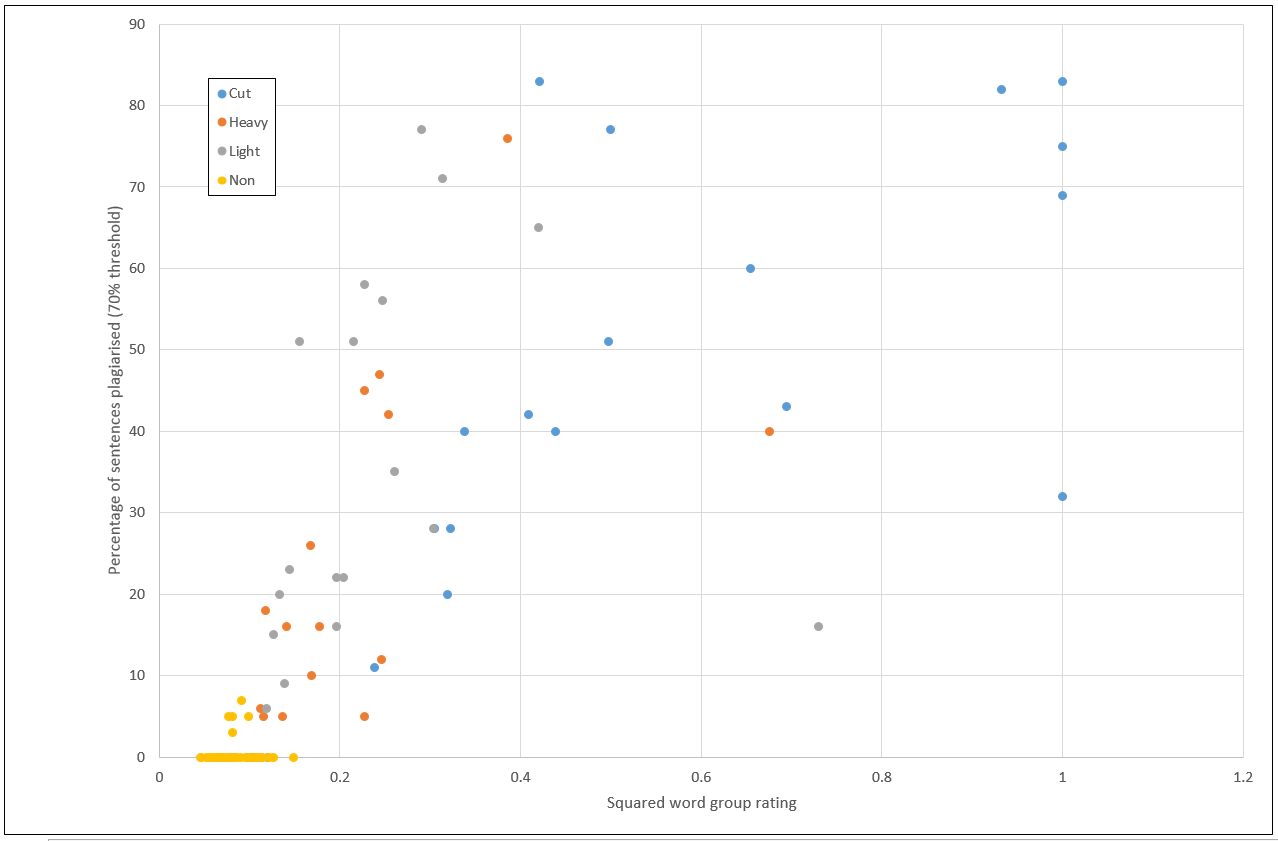 90
80
70
60
50
40
30
20
10
0
Cut
Heavy
Light
Non
Percentage of sentences plagiarised (70% threshold)
0 0.2 0.4 0.6 0.8 1 1.2
Squared word group rating